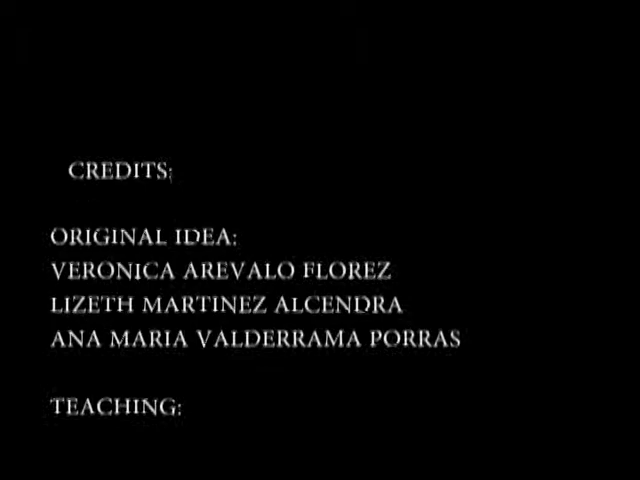 CREDITS:
ORIGINAL IDEA:
VERONICA AREVALO FLOREZ
LIZETH MARTINEZ ALCENDRA
ANA MARIA VALDERRAMA PORRAS
TEACHING: